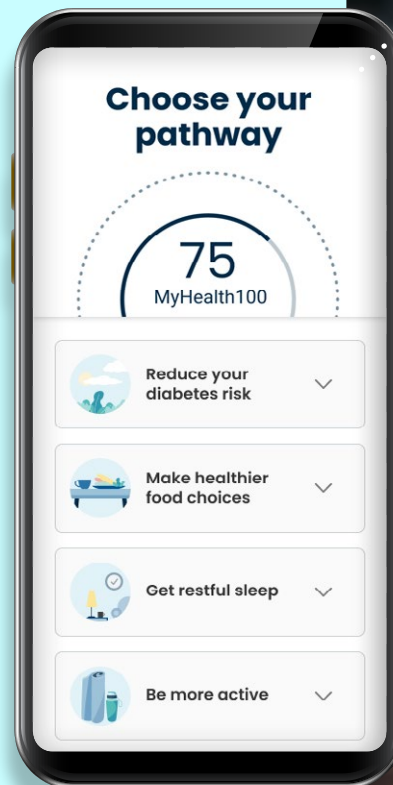 Choose your
pathway
75
MyHealth100
Reduce your
diabetes risk
Make healthier
food choices
Get restful sleep
Be more active